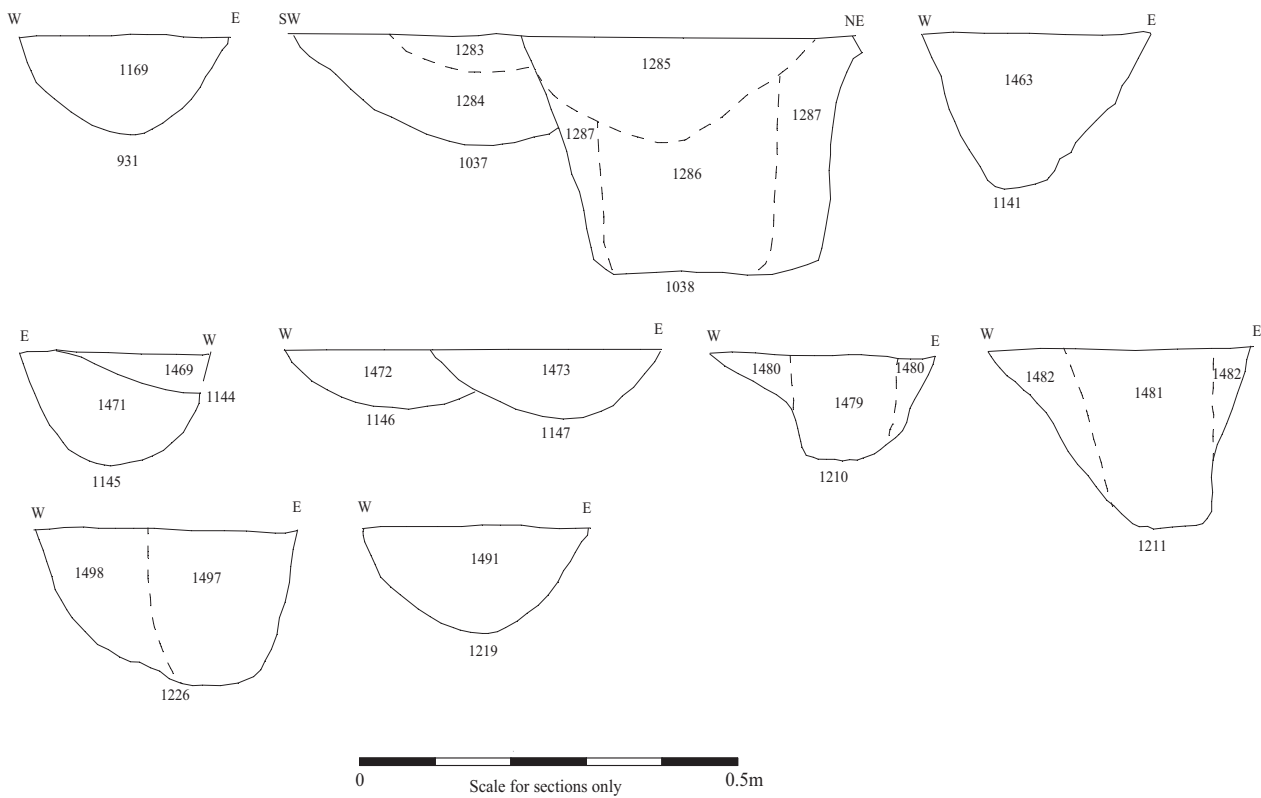 W E SW NE W E
1169 1283 1285 1463
1284 1287 1287
931 1037 1286 1141
1038
E W W E W E W E
1469 1472 1473 1480 1480 1482 1481 1482
1471 1144 1479
1145 1146 1147 1210 1211
W E W E
1498 1497 1491
1226 1219
0 0.5m
Scale for sections only